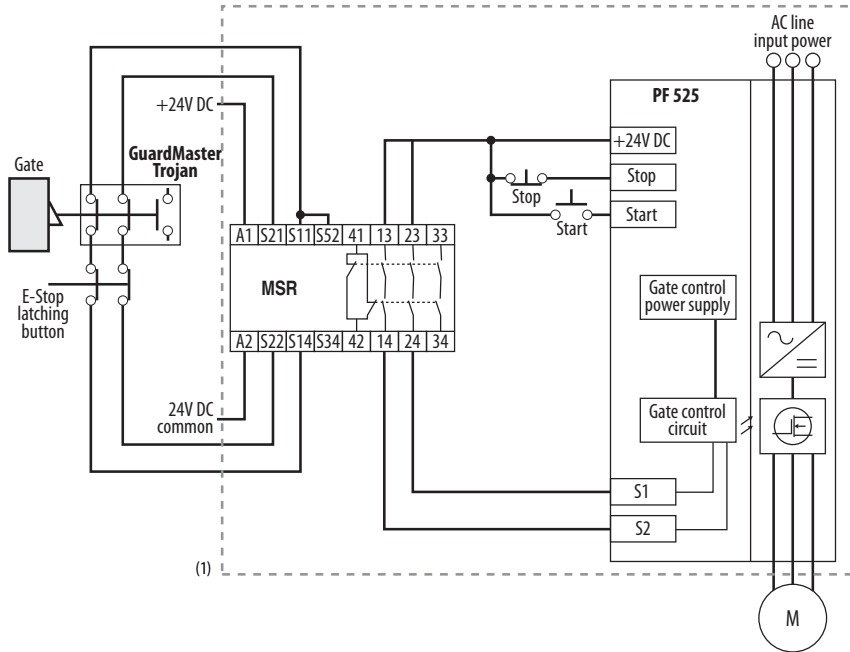 AC line
input power
PF 525
+24V DC
+24V DC
GuardMaster
Trojan
Gate
Stop
Stop
Start
Start
A1 S21 S11 S52 41 13 23 33
MSR
E-Stop
latching
button
Gate control
power supply
A2 S22 S14 S34 42 14 24 34
24V DC
common
Gate control
circuit
S1
S2
(1)
M